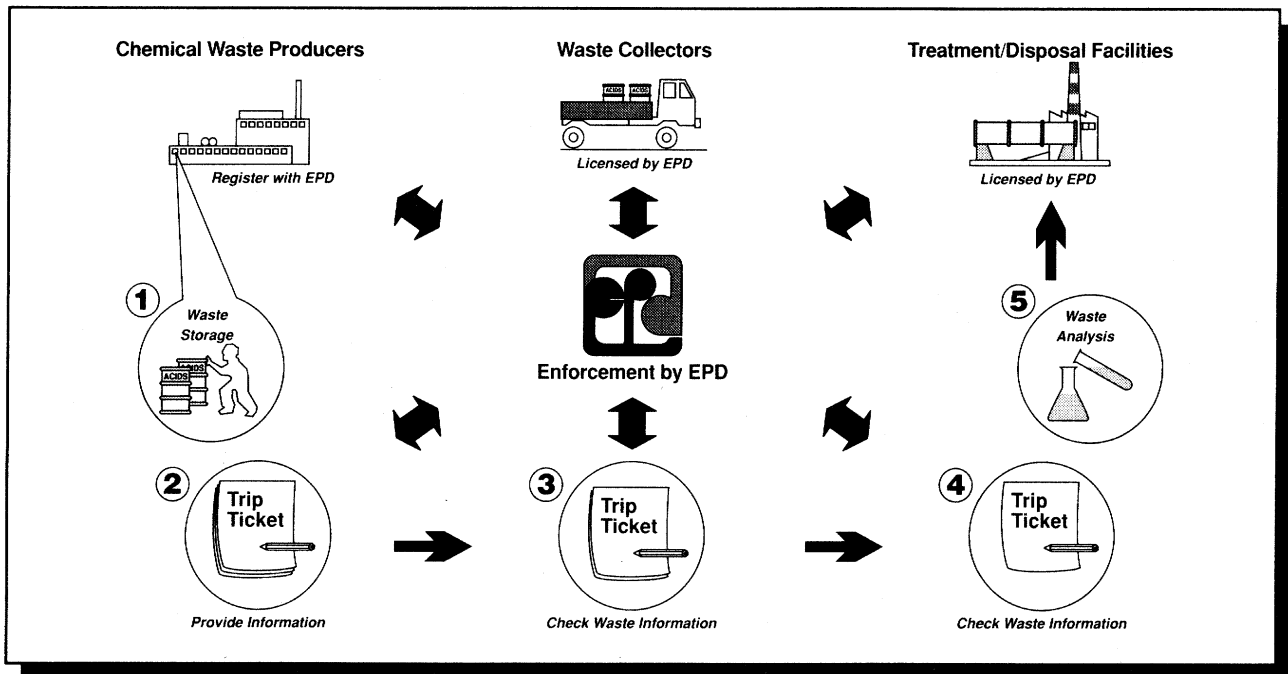 Chemical Waste Producers
Waste Collectors
Treatment/Disposal Facilities
ACIDS ACIDS
Register with EPD
Licensed by EPD
Licensed by EPD
1
Waste
Storage
ACIDS
ACIDS
Enforcement by EPD
5
Waste
Analysis
2
Trip
Ticket
Provide Information
3
Trip
Ticket
Check Waste Information
4
Trip
Ticket
Check Waste Information